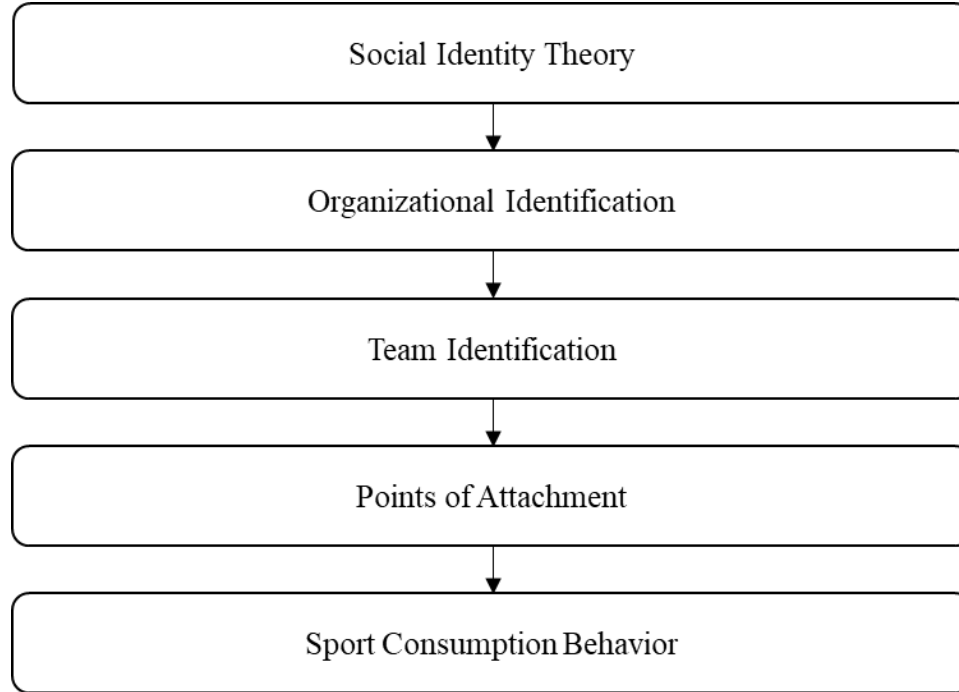 Social Identity Theory
Organizational Identification
Team Identification
Points of Attachment
Sport Consumption Behavior